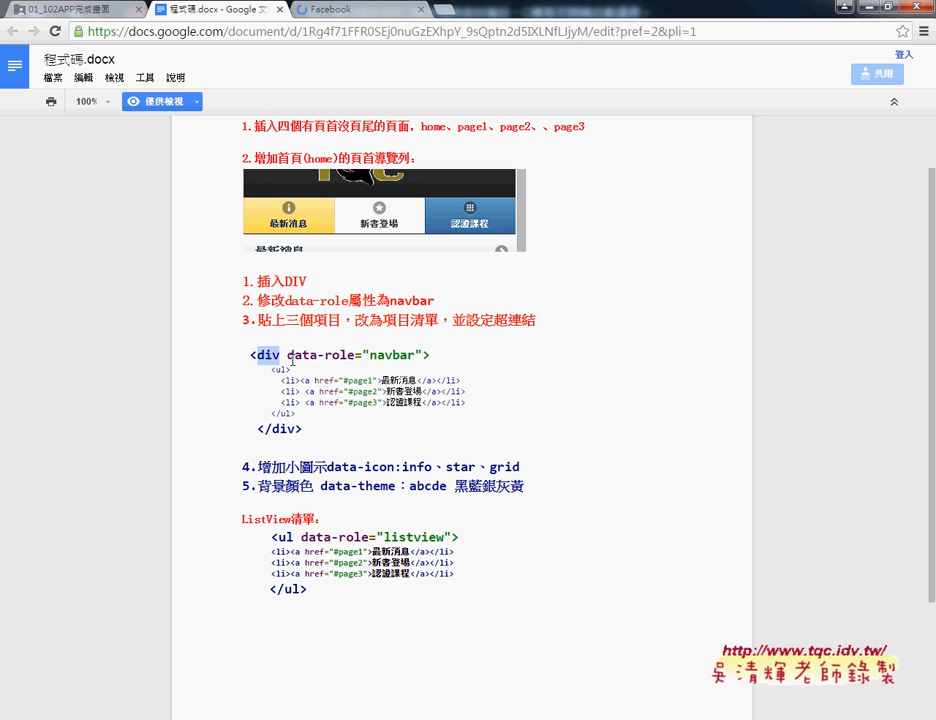 01_102APP完成畫面
程式碼.docx - Google 文
Facebook
https://docs.google.com/document/d/1Rg4f71FFR0SEj0nuGzEXhpY_9sQptn2d5IXLNfLJjyM/edit?pref=2&pli=1
程式碼.docx
登入
檔案 編輯 檢視 工具 說明
共用
100%
僅供檢視
1.插入四個有頁首沒頁尾的頁面，home、page1、page2、、page3
2.增加首頁(home)的頁首導覽列：
最新消息 新書登場 認證課程
最新消息
1.插入DIV
2.修改data-role屬性為navbar
3.貼上三個項目，改為項目清單，並設定超連結
<div data-role="navbar">
<ul>
<li><a href="#page1">最新消息</a></li>
<li> <a href="#page2">新書登場</a></li>
<li> <a href="#page3">認證課程</a></li>
</ul>
</div>
4.增加小圖示data-icon:info、star、grid
5.背景顏色 data-theme：abcde 黑藍銀灰黃
ListView清單：
<ul data-role="listview">
<li><a href="#page1">最新消息</a></li>
<li><a href="#page2">新書登場</a></li>
<li><a href="#page3">認證課程</a></li>
</ul>
http://www.tqc.idv.tw/
吳清輝老師錄製